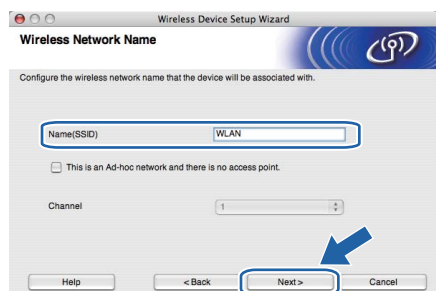 Wireless Device Setup Wizard
Wireless Network Name
Configure the wireless network name that the device will be associated with.
Name(SSID) WLAN
This is an Ad-hoc network and there is no access point.
Channel 1
Help < Back Next > Cancel